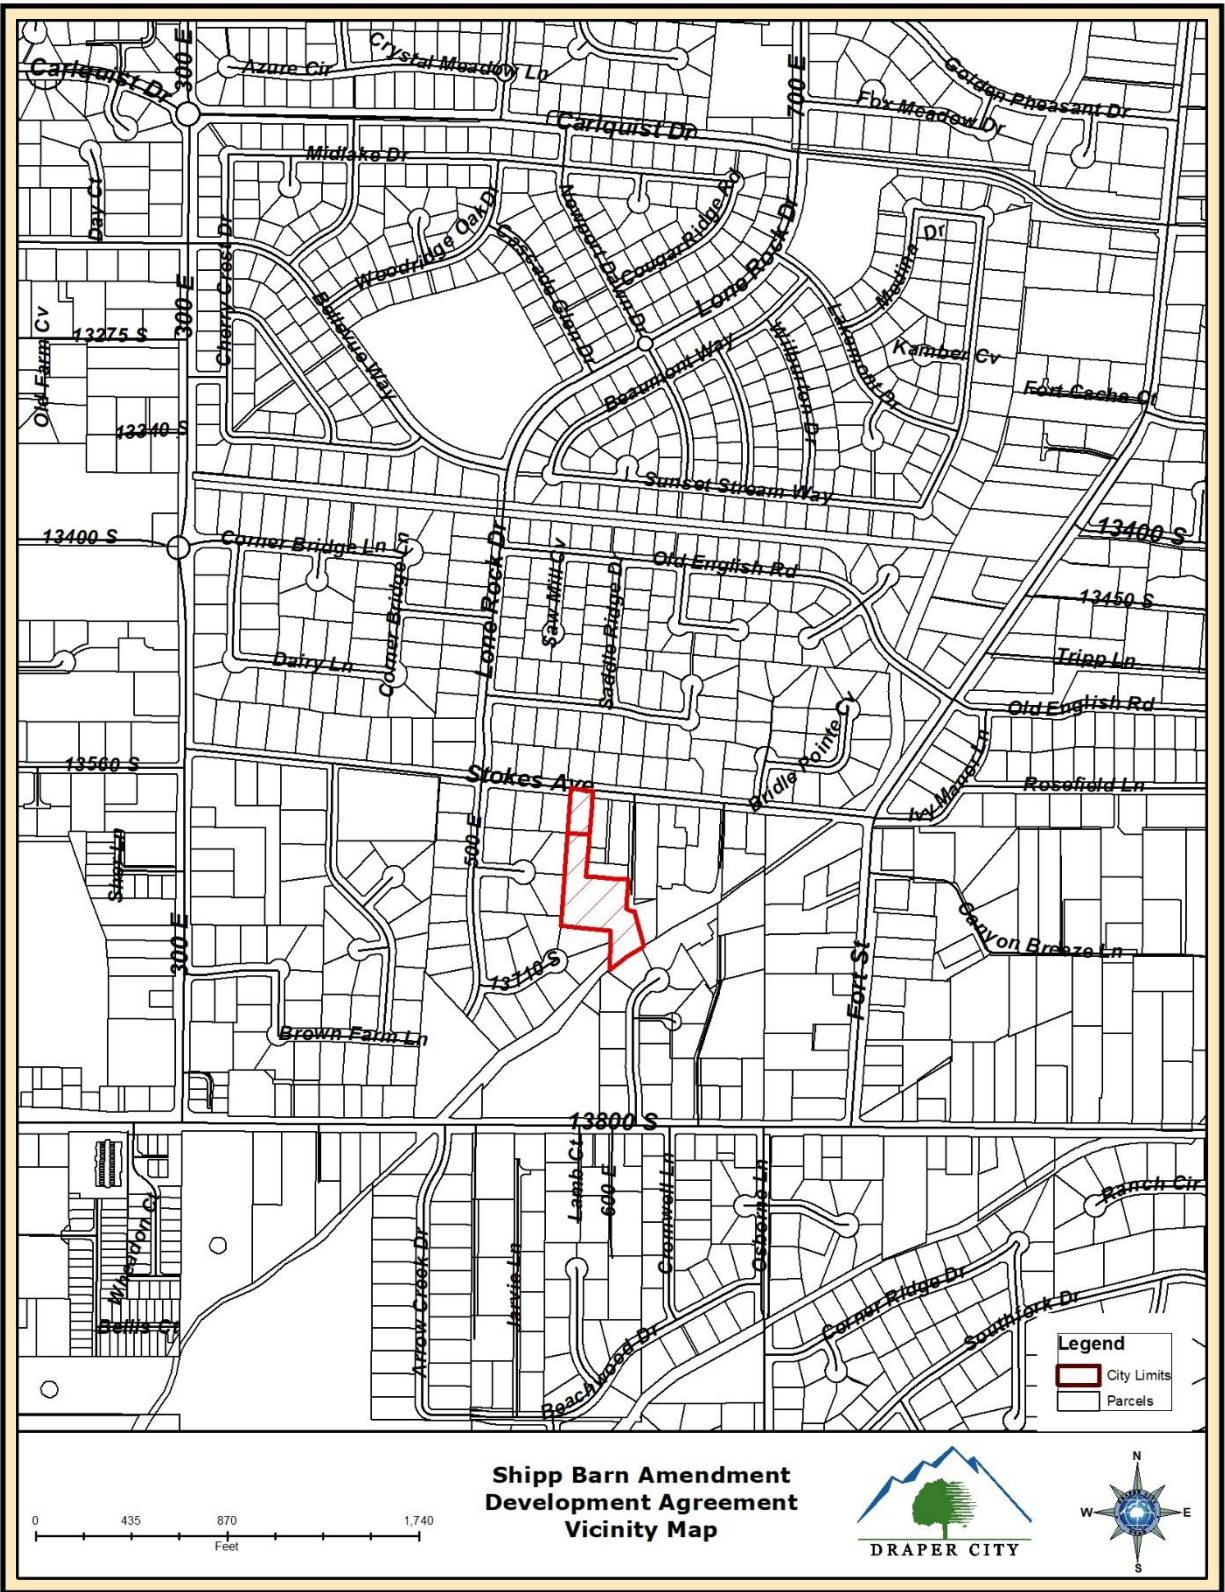 300 E
700 E
Carlquist Dr
Azure Cir
Crystal Meadow Ln
Golden Pheasant Dr
Fox Meadow Dr
Carlquist Dr
Midlake Dr
Day Ct
Newport Dawn Dr
Cougar Ridge Rd
Woodridge Oak Dr
Cascade Glen Dr
Lone Rock Dr
Medina Dr
Cherry Crest Dr
300 E
Bellevue Way
Old Farm Cv
13275 S
Beaumont Way
Wilburton Dr
Lakemont Dr
Kamber Cv
Fort Cache Ct
13340 S
Sunset Stream Way
13400 S
Corner Bridge Ln
Corner Bridge Ln
Lone Rock Dr
Saw Mill Cv
Saddle Ridge Dr
Old English Rd
13400 S
13450 S
Dairy Ln
Tripp Ln
Old English Rd
13560 S
Stokes Ave
Bridle Pointe Cv
Ivy Manor Ln
Rosefield Ln
Sher Ln
500 E
300 E
13710 S
Fort St
Canyon Breeze Ln
Brown Farm Ln
13800 S
Wheadon Ct
Lamb Ct
600 E
Cromwell Ln
Osborne Ln
Ranch Cir
Arrow Creek Dr
Jarvis Ln
Corner Ridge Dr
Southfork Dr
Bellis Ct
Beachwood Dr
Legend
City Limits
Parcels
Shipp Barn Amendment
Development Agreement
Vicinity Map
0 435 870 1,740
Feet
DRAPER CITY
N
W E
S